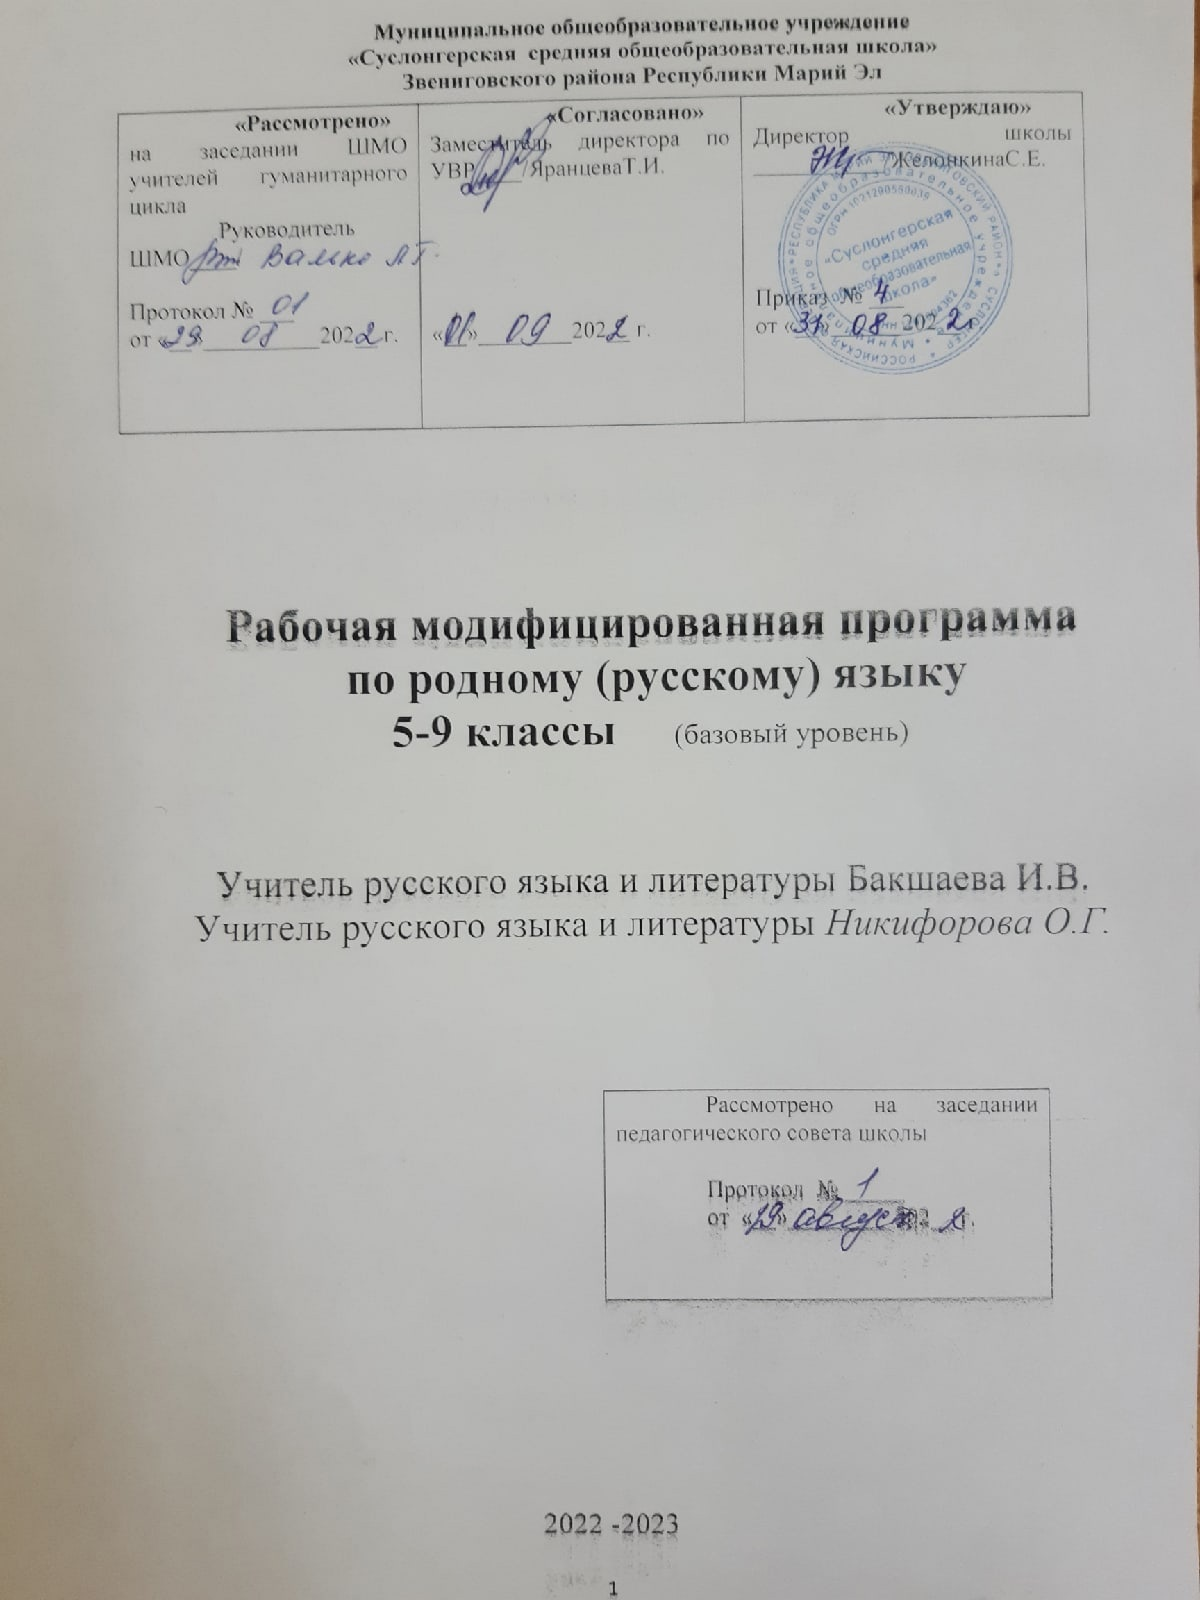 Муниципальное общеобразовательное учреждение
«Суслонгерская средняя общеобразовательная школа»
Звениговского района Республики Марий Эл
«Рассмотрено»
на заседании ШМО
учителей гуманитарного
цикла
Руководитель
ШМО
Протокол № 01
от «29» 08 2022 г.
«Согласовано»
Заместитель директора по
УВР /ЯранцеваТ.И.
«01» 09 2022 г.
«Утверждаю»
Директор школы
/ЖелонкинаС.Е.
Приказ № 4
от «31» 08 2022 г.
«Суслонгерская
средняя
общеобразовательная
школа»
Рабочая модифицированная программа
по родному (русскому) языку
5-9 классы (базовый уровень)
Учитель русского языка и литературы Бакшаева И.В.
Учитель русского языка и литературы Никифорова О.Г.
Рассмотрено на заседании
педагогического совета школы
Протокол № 1
от «29» август 2022 г.
2022 -2023
1